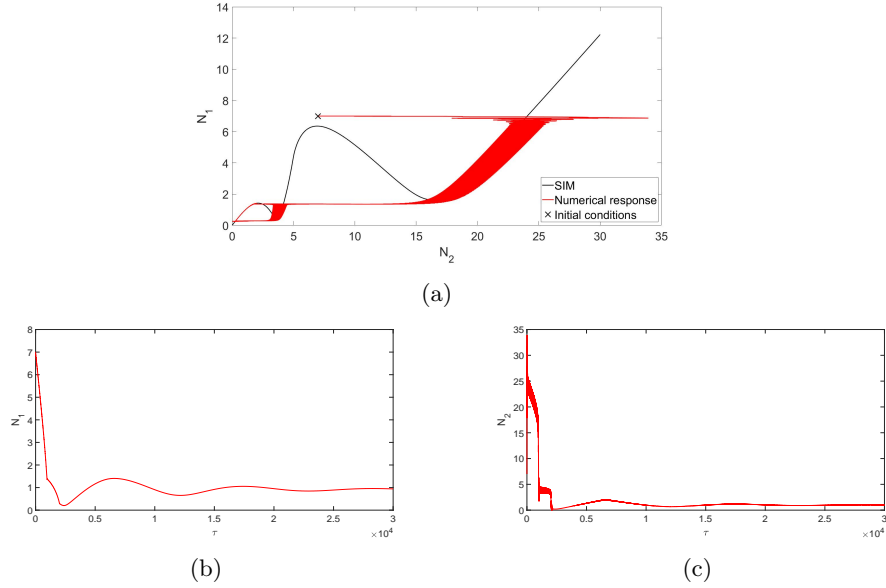 14
12
10
8
6
4
2
0
N1
0 5 10 15 20 25 30 35
N2
SIM
Numerical response
Initial conditions
(a)
8
7
6
5
4
3
2
1
0
N1
0 0.5 1 1.5 2 2.5 3
τ
×10^4
(b)
35
30
25
20
15
10
5
0
N2
0 0.5 1 1.5 2 2.5 3
τ
×10^4
(c)